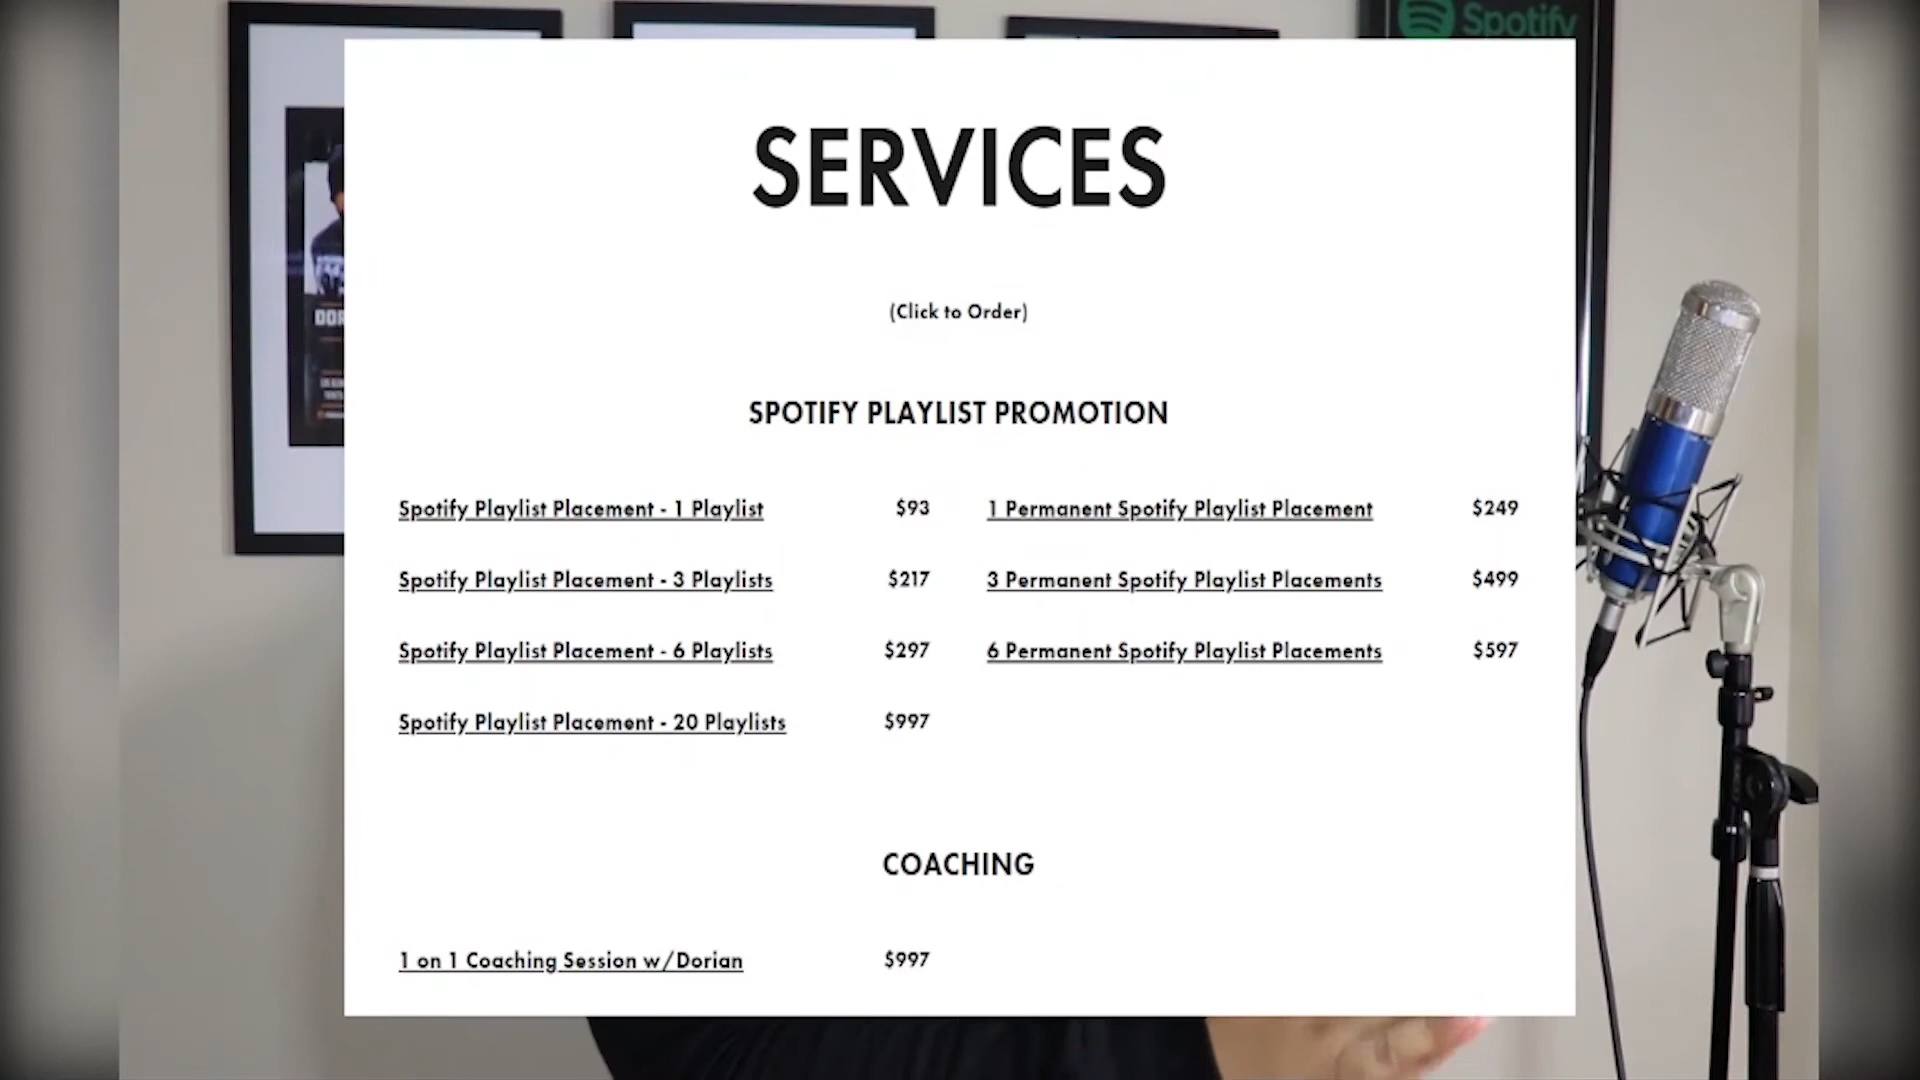 Spotify
SERVICES
(Click to Order)
SPOTIFY PLAYLIST PROMOTION
Spotify Playlist Placement - 1 Playlist $93
Spotify Playlist Placement - 3 Playlists $217
Spotify Playlist Placement - 6 Playlists $297
Spotify Playlist Placement - 20 Playlists $997
1 Permanent Spotify Playlist Placement $249
3 Permanent Spotify Playlist Placements $499
6 Permanent Spotify Playlist Placements $597
COACHING
1 on 1 Coaching Session w/Dorian $997